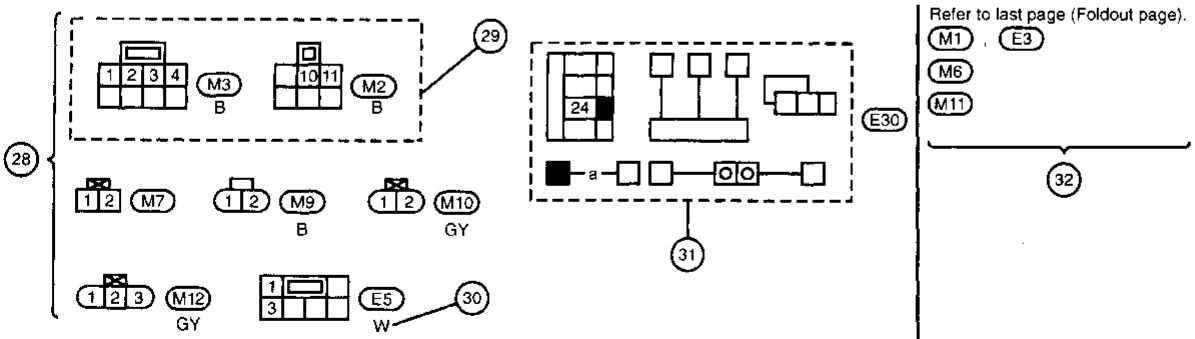 Refer to last page (Foldout page).
M1 , E3
M6
M11
32
28
29
1 2 3 4 M3
B
10 11 M2
B
1 2 M7
1 2 M9
B
1 2 M10
GY
1 2 3 M12
GY
1
3
E5
W
30
24
E30
a
31